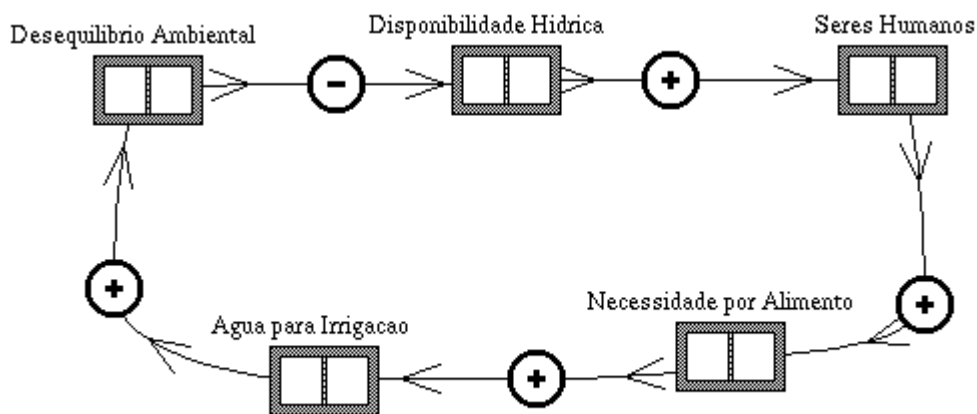 Desequilibrio Ambiental
Disponibilidade Hidrica
Seres Humanos
-
+
+
+
Necessidade por Alimento
Agua para Irrigacao
+